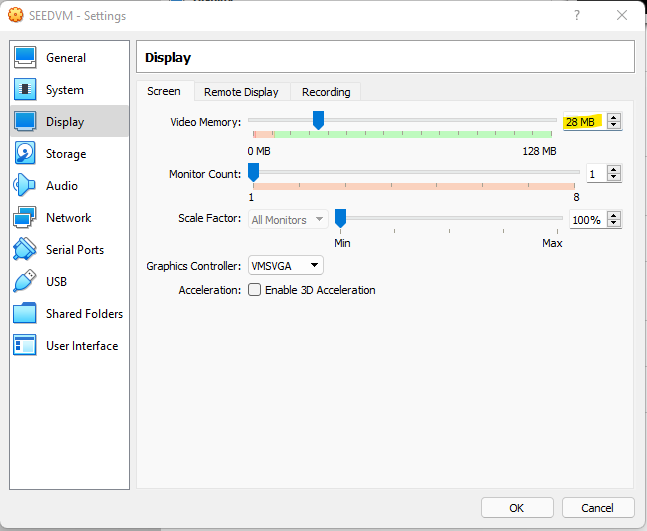 SEEDVM - Settings
?
General
System
Display
Storage
Audio
Network
Serial Ports
USB
Shared Folders
User Interface
Display
Screen Remote Display Recording
Video Memory: 28 MB
0 MB 128 MB
Monitor Count: 1
1 8
Scale Factor: All Monitors 100%
Min Max
Graphics Controller: VMSVGA
Acceleration: Enable 3D Acceleration
OK Cancel